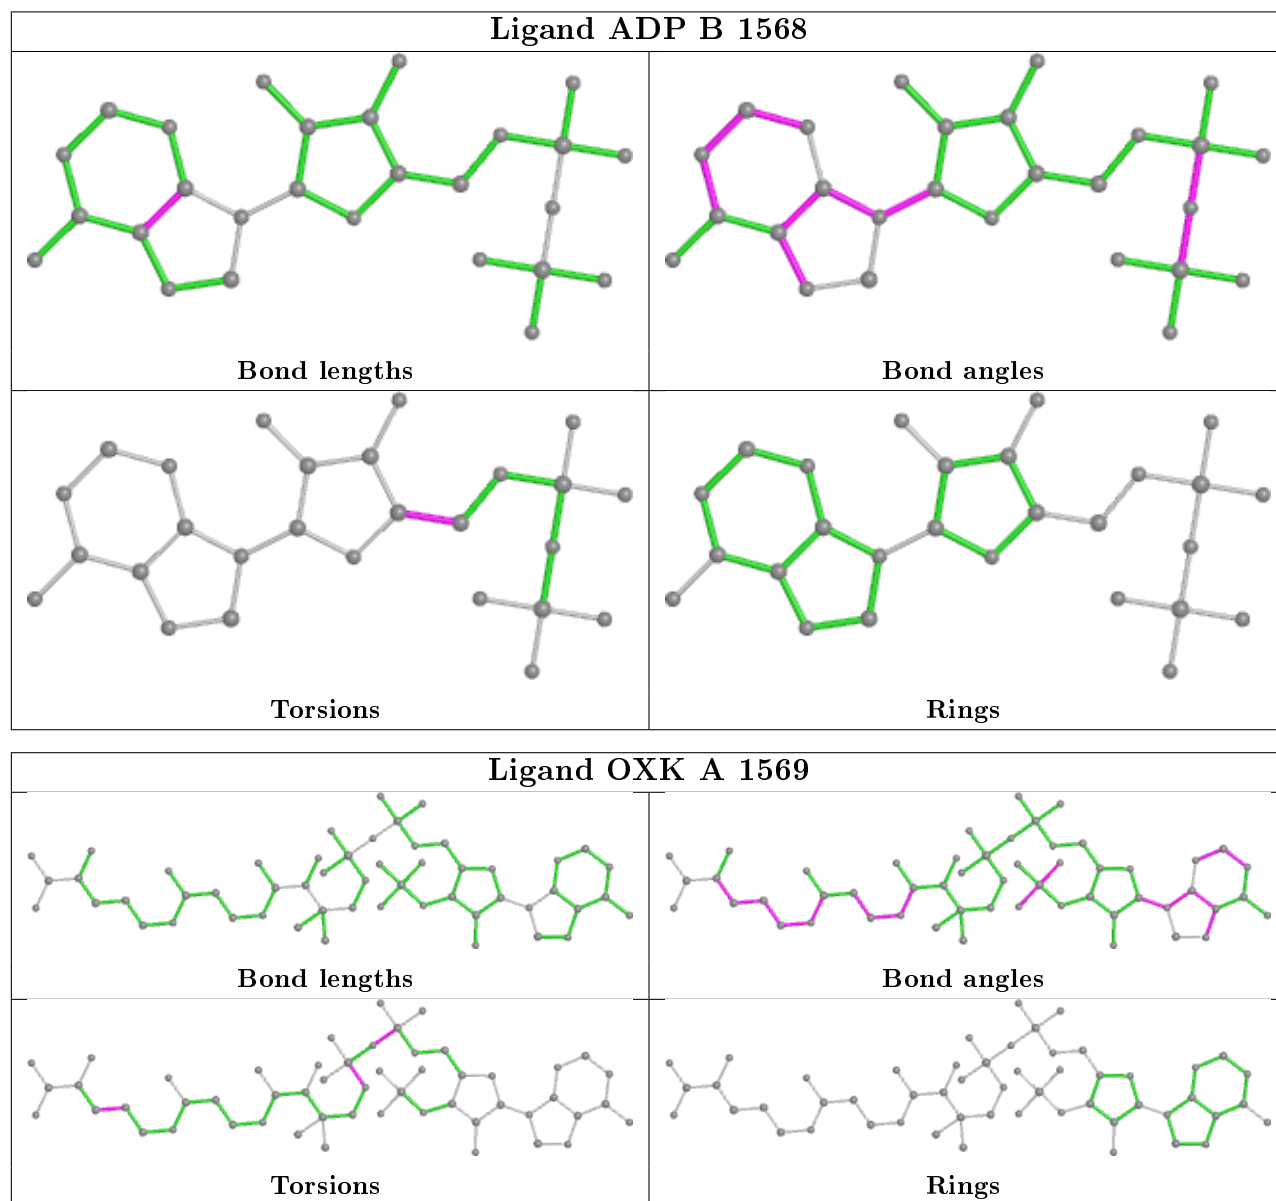 Ligand ADP B 1568
Bond lengths
Bond angles
Torsions
Rings
Ligand OXK A 1569
Bond lengths
Bond angles
Torsions
Rings